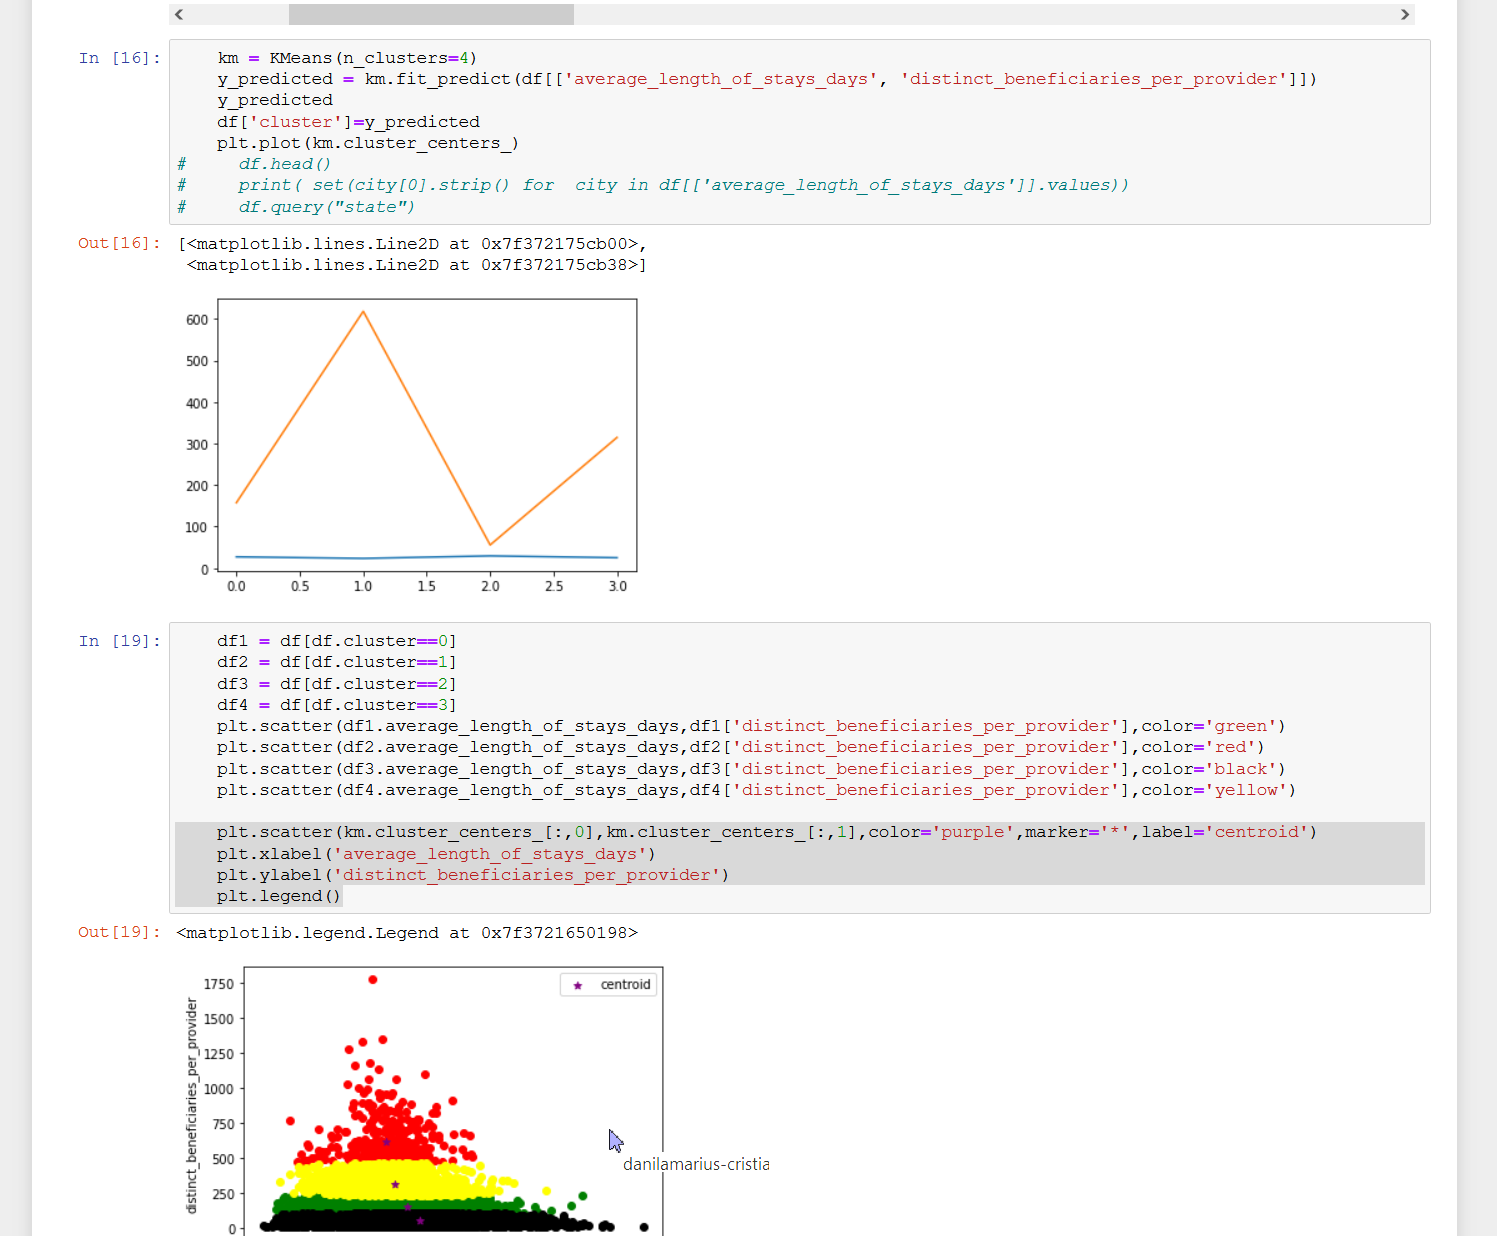 In [16]:
km = KMeans(n_clusters=4)
y_predicted = km.fit_predict(df[['average_length_of_stays_days', 'distinct_beneficiaries_per_provider']])
y_predicted
df['cluster']=y_predicted
plt.plot(km.cluster_centers_)
#     df.head()
#     print( set(city[0].strip() for  city in df[['average_length_of_stays_days']].values))
#     df.query("state")
Out[16]: [<matplotlib.lines.Line2D at 0x7f372175cb00>,
<matplotlib.lines.Line2D at 0x7f372175cb38>]
600
500
400
300
200
100
0
0.0 0.5 1.0 1.5 2.0 2.5 3.0
In [19]:
df1 = df[df.cluster==0]
df2 = df[df.cluster==1]
df3 = df[df.cluster==2]
df4 = df[df.cluster==3]
plt.scatter(df1.average_length_of_stays_days,df1['distinct_beneficiaries_per_provider'],color='green')
plt.scatter(df2.average_length_of_stays_days,df2['distinct_beneficiaries_per_provider'],color='red')
plt.scatter(df3.average_length_of_stays_days,df3['distinct_beneficiaries_per_provider'],color='black')
plt.scatter(df4.average_length_of_stays_days,df4['distinct_beneficiaries_per_provider'],color='yellow')
plt.scatter(km.cluster_centers_[:,0],km.cluster_centers_[:,1],color='purple',marker='*',label='centroid')
plt.xlabel('average_length_of_stays_days')
plt.ylabel('distinct_beneficiaries_per_provider')
plt.legend()
Out[19]: <matplotlib.legend.Legend at 0x7f3721650198>
distinct_beneficiaries_per_provider
1750
1500
1250
1000
750
500
250
0
centroid
danilamarius-cristia